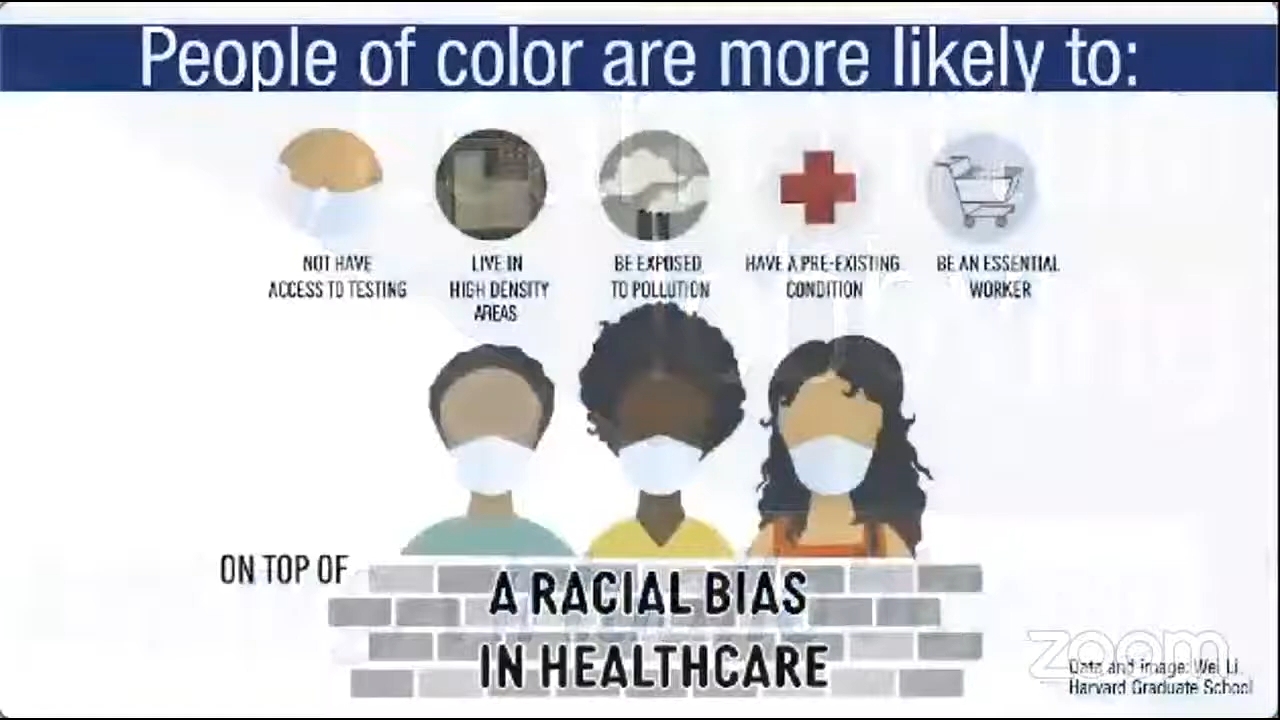 People of color are more likely to:
NOT HAVE
ACCESS TO TESTING
LIVE IN
HIGH DENSITY
AREAS
BE EXPOSED
TO POLLUTION
HAVE A PRE-EXISTING
CONDITION
BE AN ESSENTIAL
WORKER
ON TOP OF
A RACIAL BIAS
IN HEALTHCARE
zoom
Data and image: Wei Li,
Harvard Graduate School